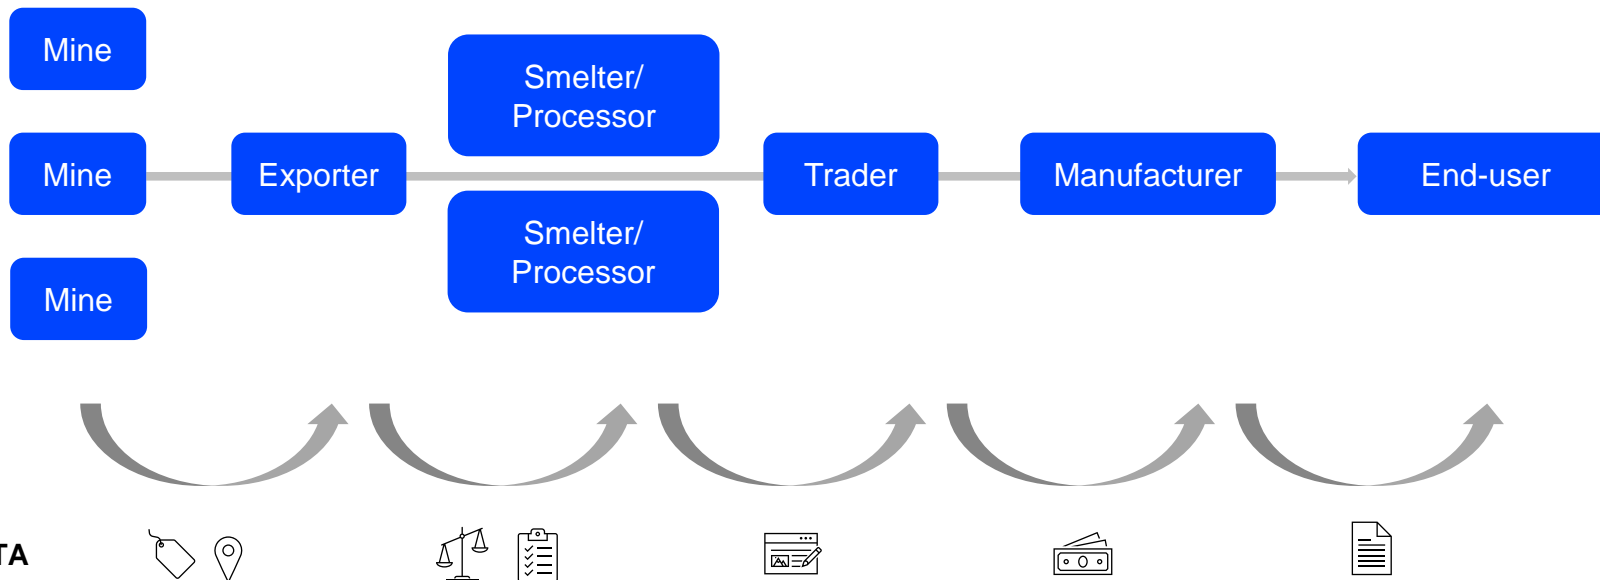 Mine
Smelter/
Processor
Mine
Exporter
Trader
Manufacturer
End-user
Smelter/
Processor
Mine
TA